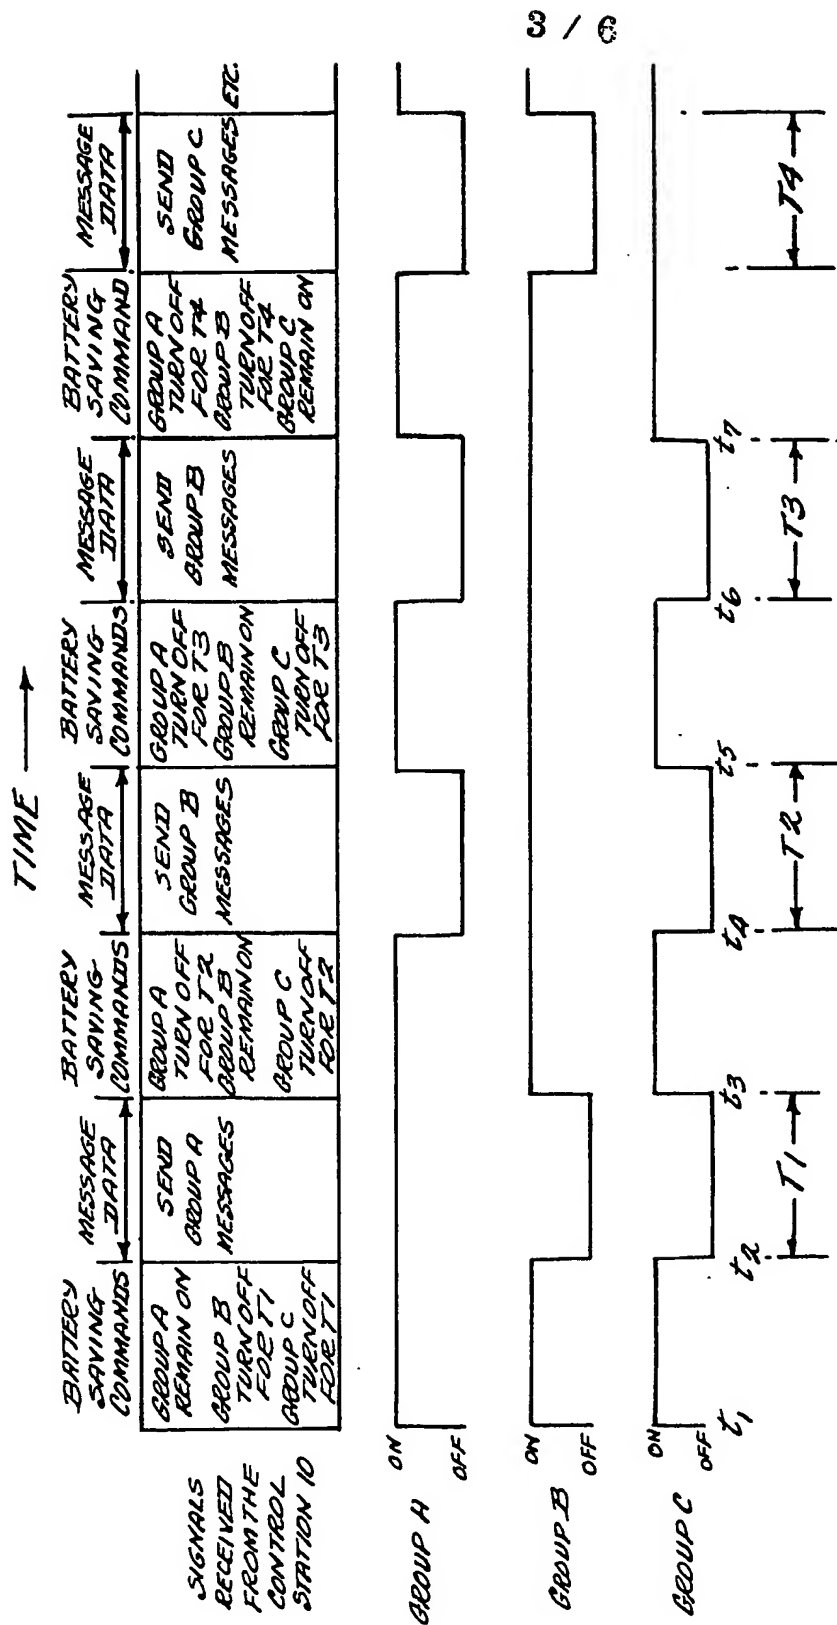 3/6
TIME
BATTERY
SAVING
COMMANDS
MESSAGE
DATA
BATTERY
SAVING-
COMMANDS
MESSAGE
DATA
BATTERY
SAVING-
COMMANDS
MESSAGE
DATA
BATTERY
SAVING
COMMAND
MESSAGE
DATA
SIGNALS
RECEIVED
FROM THE
CONTROL
STATION 10
GROUP A
REMAIN ON
GROUP B
TURN OFF
FOR T1
GROUP C
TURN OFF
FOR T1
SEND
GROUP A
MESSAGES
GROUP A
TURN OFF
FOR T2
GROUP B
REMAIN ON
GROUP C
TURN OFF
FOR T2
SEND
GROUP B
MESSAGES
GROUP A
TURN OFF
FOR T3
GROUP B
REMAIN ON
GROUP C
TURN OFF
FOR T3
SEND
GROUP B
MESSAGES
GROUP A
TURN OFF
FOR T4
GROUP B
TURN OFF
FOR T4
GROUP C
REMAIN ON
SEND
GROUP C
MESSAGES
ETC.
GROUP A
ON
OFF
GROUP B
ON
OFF
GROUP C
ON
OFF
t1
t2
t3
t4
t5
t6
t7
T1
T2
T3
T4